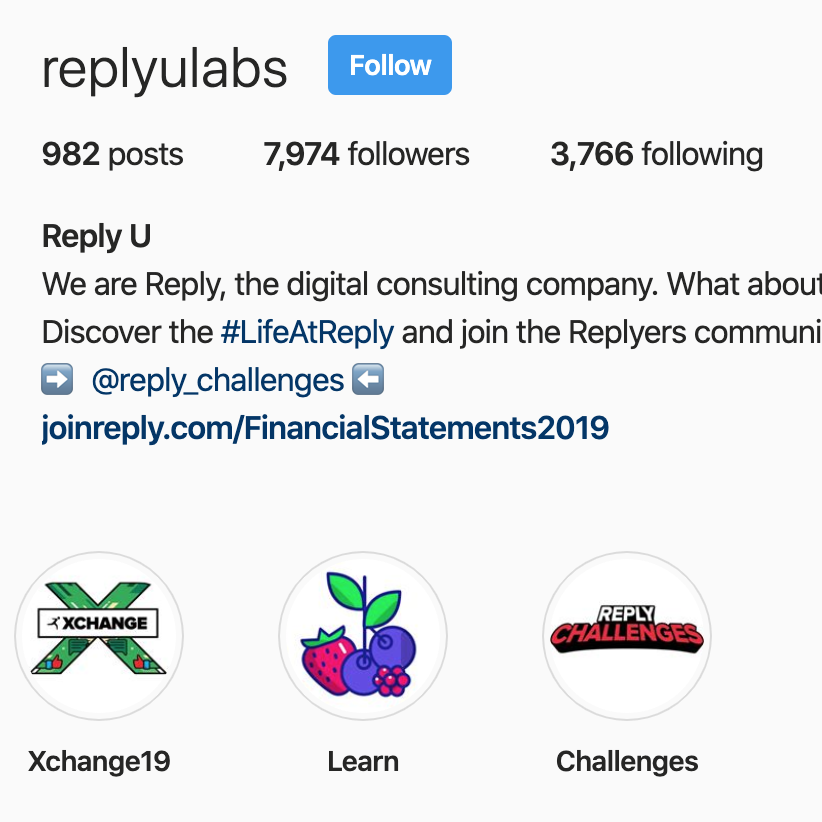 replyulabs Follow
982 posts 7,974 followers 3,766 following
Reply U
We are Reply, the digital consulting company. What about
Discover the #LifeAtReply and join the Replyers communi
➡️ @reply_challenges ⬅️
joinreply.com/FinancialStatements2019
XCHANGE
REPLY
CHALLENGES
Xchange19 Learn Challenges